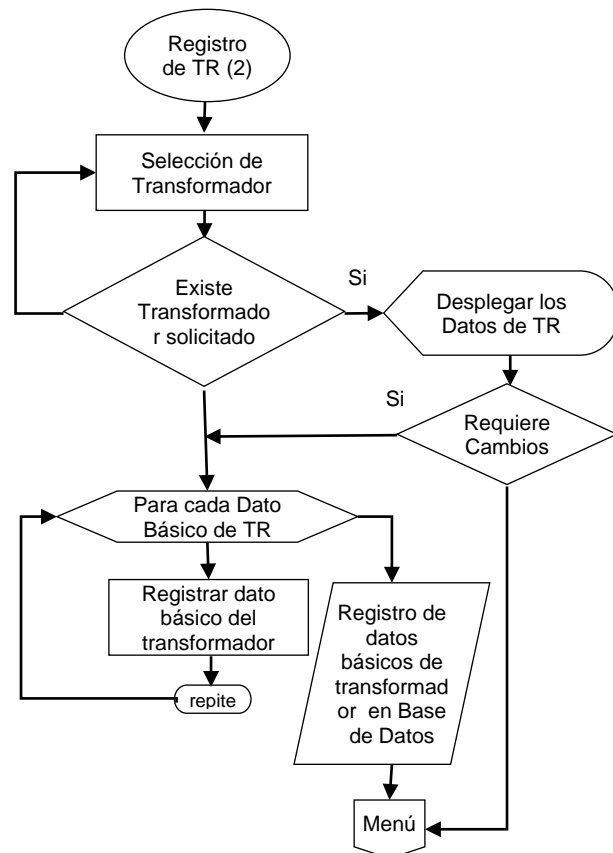 Registro
de TR (2)
Selección de
Transformador
Existe
Transformado
r solicitado
Si
Desplegar los
Datos de TR
Si
Requiere
Cambios
Para cada Dato
Básico de TR
Registrar dato
básico del
transformador
repite
Registro de
datos
básicos de
transformad
or en Base
de Datos
Menú